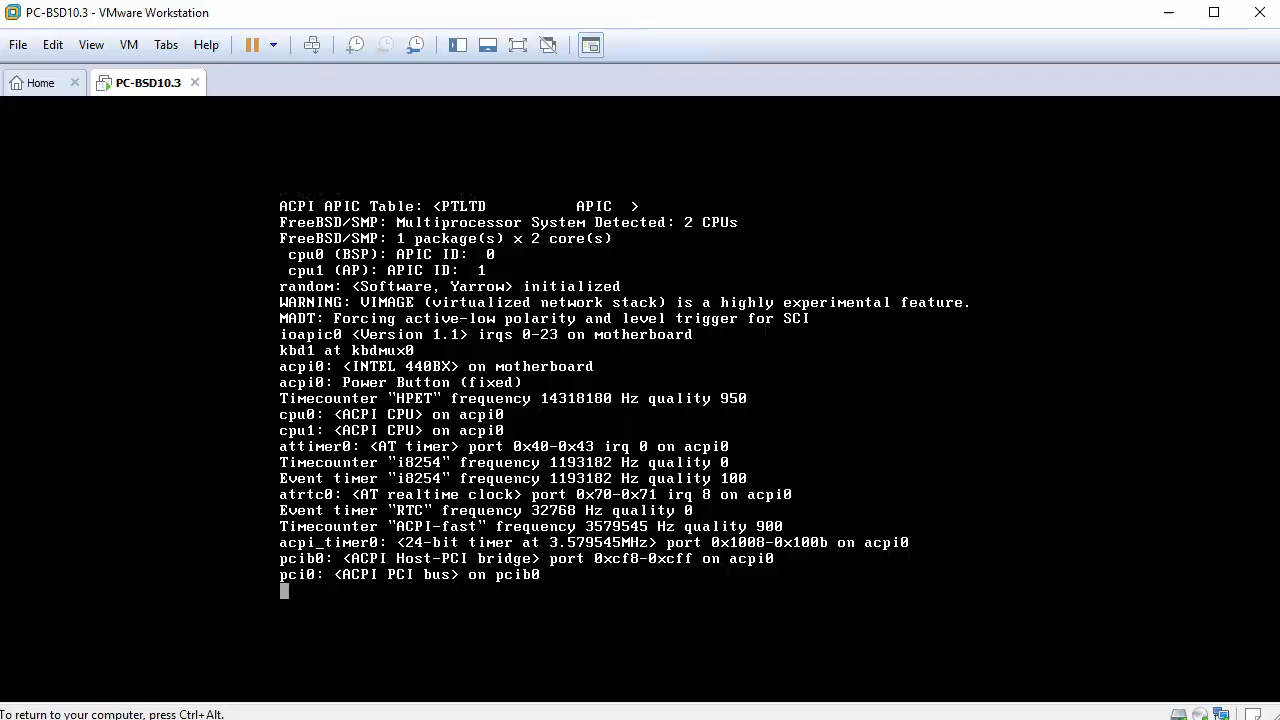 PC-BSD10.3 - VMware Workstation
File Edit View VM Tabs Help
Home PC-BSD10.3
ACPI APIC Table: <PTLTD          APIC  >
FreeBSD/SMP: Multiprocessor System Detected: 2 CPUs
FreeBSD/SMP: 1 package(s) x 2 core(s)
 cpu0 (BSP): APIC ID:  0
 cpu1 (AP): APIC ID:  1
random: <Software, Yarrow> initialized
WARNING: VIMAGE (virtualized network stack) is a highly experimental feature.
MADT: Forcing active-low polarity and level trigger for SCI
ioapic0 <Version 1.1> irqs 0-23 on motherboard
kbd1 at kbdmux0
acpi0: <INTEL 440BX> on motherboard
acpi0: Power Button (fixed)
Timecounter "HPET" frequency 14318180 Hz quality 950
cpu0: <ACPI CPU> on acpi0
cpu1: <ACPI CPU> on acpi0
attimer0: <AT timer> port 0x40-0x43 irq 0 on acpi0
Timecounter "i8254" frequency 1193182 Hz quality 0
Event timer "i8254" frequency 1193182 Hz quality 100
atrtc0: <AT realtime clock> port 0x70-0x71 irq 8 on acpi0
Event timer "RTC" frequency 32768 Hz quality 0
Timecounter "ACPI-fast" frequency 3579545 Hz quality 900
acpi_timer0: <24-bit timer at 3.579545MHz> port 0x1008-0x100b on acpi0
pcib0: <ACPI Host-PCI bridge> port 0xcf8-0xcff on acpi0
pci0: <ACPI PCI bus> on pcib0
To return to your computer, press Ctrl+Alt.